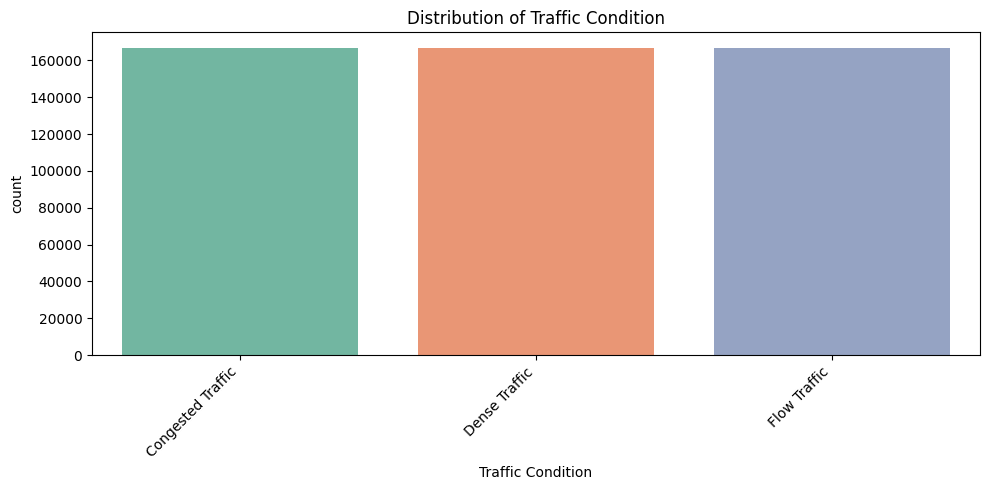 Distribution of Traffic Condition
160000
140000
120000
100000
80000
60000
40000
20000
0
count
Congested Traffic
Dense Traffic
Flow Traffic
Traffic Condition